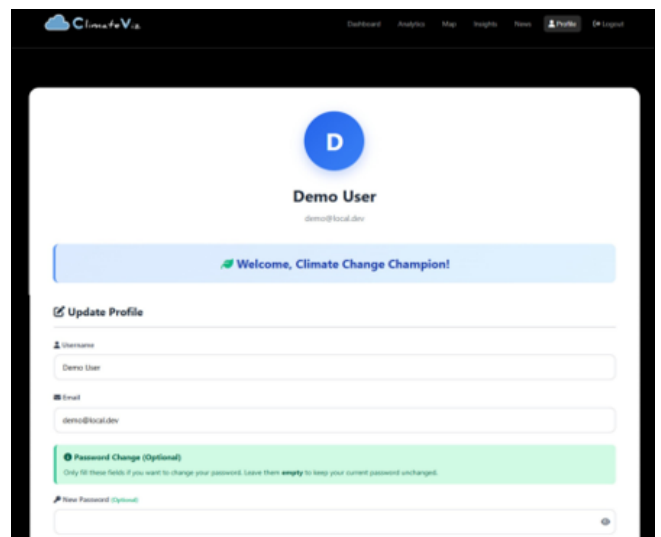 ClimateViz
Dashboard Analytics Map Insights News Profile Logout
D
Demo User
demo@local.dev
Welcome, Climate Change Champion!
Update Profile
Username
Demo User
Email
demo@local.dev
Password Change (Optional)
Only fill these fields if you want to change your password. Leave them empty to keep your current password unchanged.
New Password (Optional)